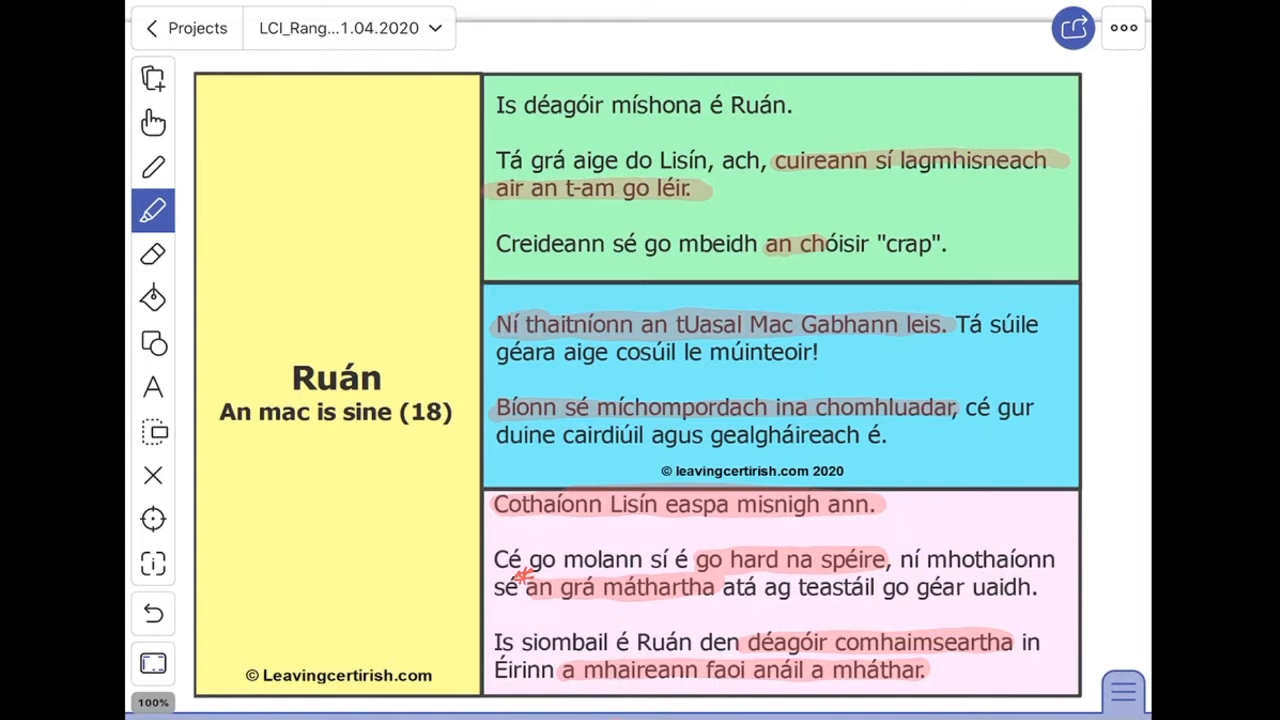 Projects
LCI_Rang...1.04.2020
Is déagóir míshona é Ruán.
Tá grá aige do Lisín, ach, cuireann sí lagmhisneach
air an t-am go léir.
Creideann sé go mbeidh an chóisir "crap".
Ní thaitníonn an tUasal Mac Gabhann leis. Tá súile
géara aige cosúil le múinteoir!
Bíonn sé míchompordach ina chomhluadar, cé gur
duine cairdiúil agus gealgháireach é.
© leavingcertirish.com 2020
Ruán
An mac is sine (18)
Cothaíonn Lisín easpa misnigh ann.
Cé go molann sí é go hard na spéire, ní mhothaíonn
sé an grá máthartha atá ag teastáil go géar uaidh.
Is siombail é Ruán den déagóir comhaimseartha in
Éirinn a mhaireann faoi anáil a mháthar.
© Leavingcertirish.com
100%